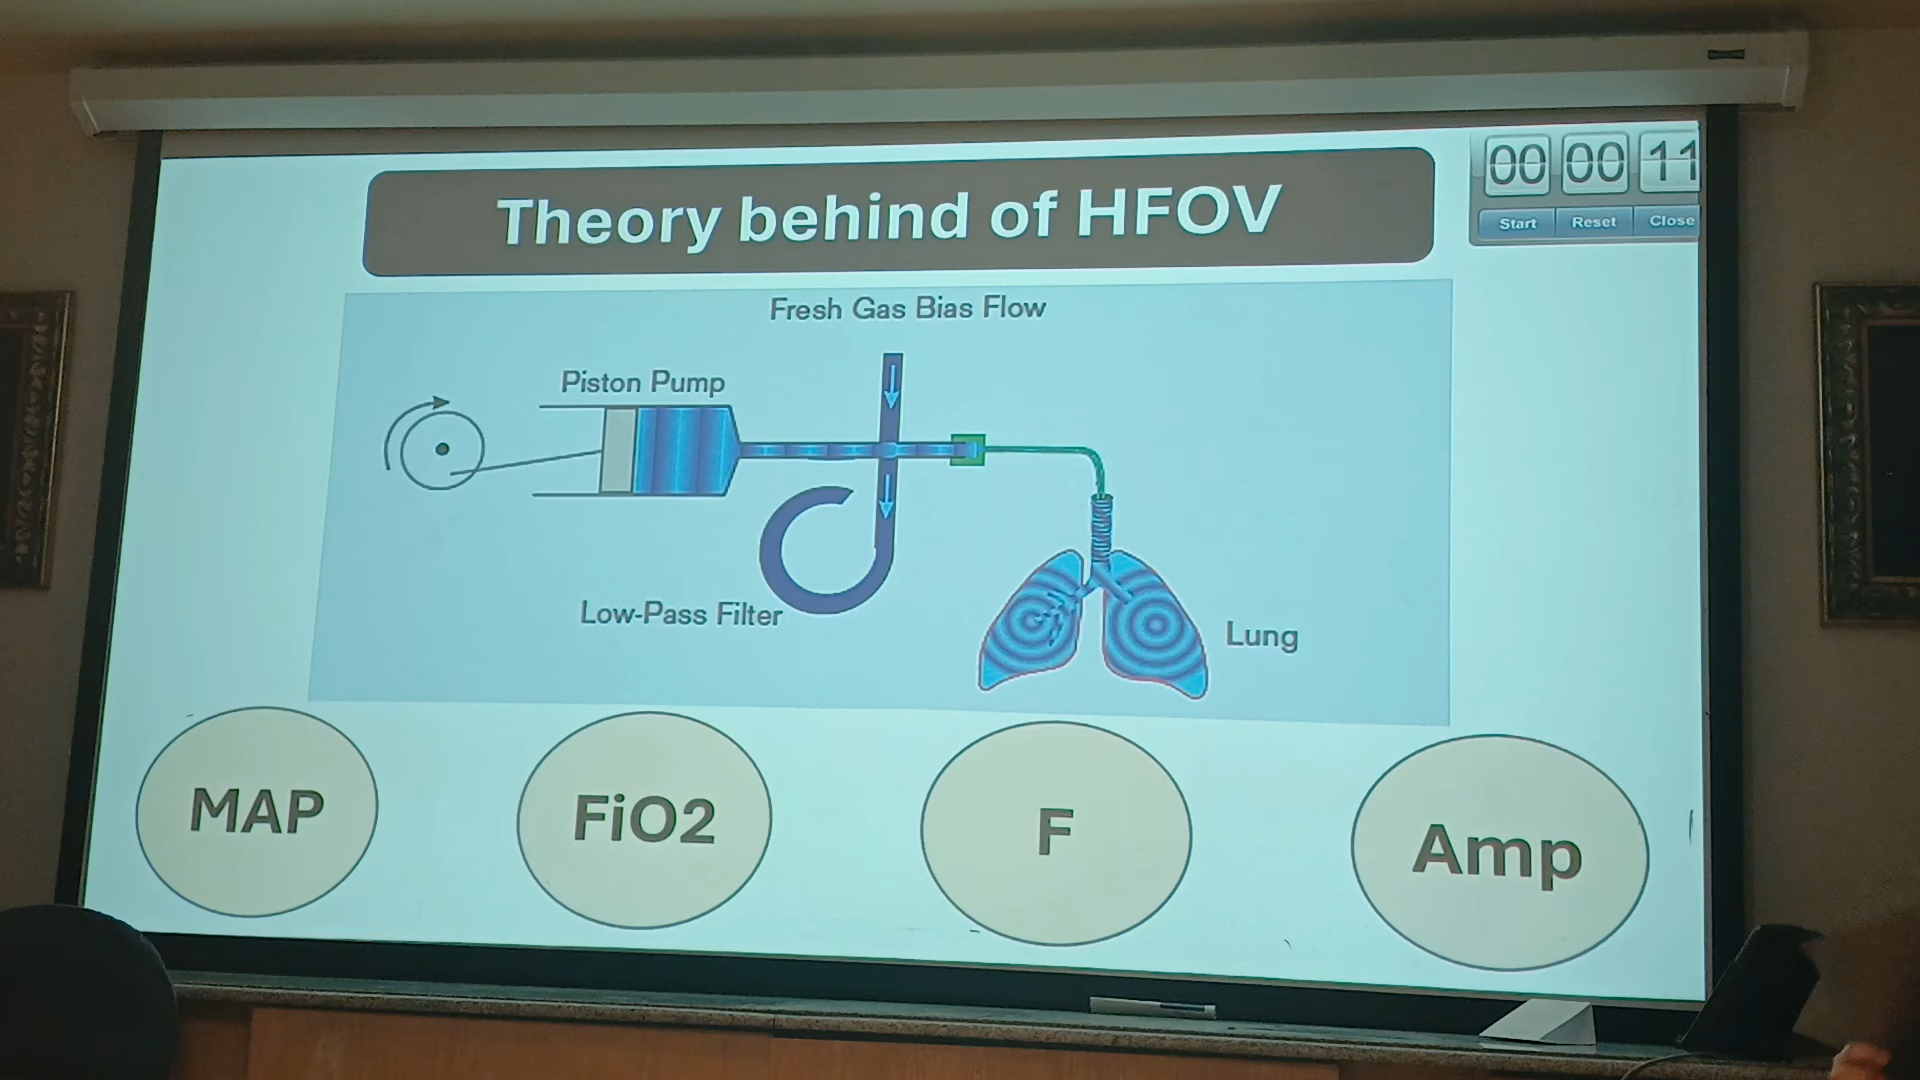 Theory behind of HFOV
00 00 11
Start Reset Close
Fresh Gas Bias Flow
Piston Pump
Low-Pass Filter
Lung
MAP
FiO2
F
Amp